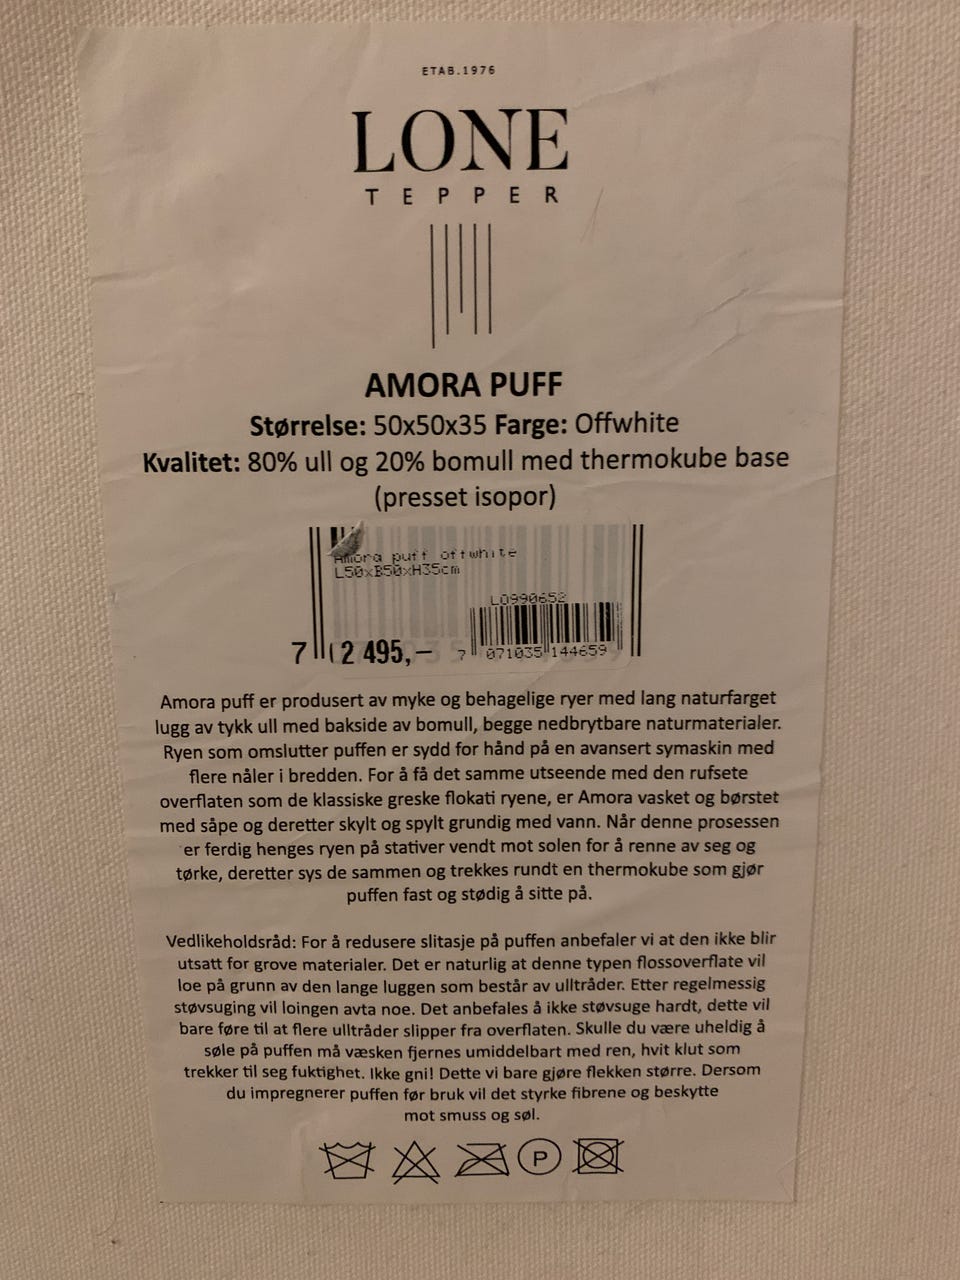 ETAB.1976
LONE
TEPPER
AMORA PUFF
Størrelse: 50x50x35 Farge: Offwhite
Kvalitet: 80% ull og 20% bomull med thermokube base
(presset isopor)
Amora puff offwhite
L50xB50xH35cm
LO990652
7 2 495,- 7 071035 144659
Amora puff er produsert av myke og behagelige ryer med lang naturfarget
lugg av tykk ull med bakside av bomull, begge nedbrytbare naturmaterialer.
Ryen som omslutter puffen er sydd for hånd på en avansert symaskin med
flere nåler i bredden. For å få det samme utseende med den rufsete
overflaten som de klassiske greske flokati ryene, er Amora vasket og børstet
med såpe og deretter skylt og spylt grundig med vann. Når denne prosessen
er ferdig henges ryen på stativer vendt mot solen for å renne av seg og
tørke, deretter sys de sammen og trekkes rundt en thermokube som gjør
puffen fast og stødig å sitte på.
Vedlikeholdsråd: For å redusere slitasje på puffen anbefaler vi at den ikke blir
utsatt for grove materialer. Det er naturlig at denne typen flossoverflate vil
loe på grunn av den lange luggen som består av ulltråder. Etter regelmessig
støvsuging vil loingen avta noe. Det anbefales å ikke støvsuge hardt, dette vil
bare føre til at flere ulltråder slipper fra overflaten. Skulle du være uheldig å
søle på puffen må væsken fjernes umiddelbart med ren, hvit klut som
trekker til seg fuktighet. Ikke gni! Dette vi bare gjøre flekken større. Dersom
du impregnerer puffen før bruk vil det styrke fibrene og beskytte
mot smuss og søl.
P